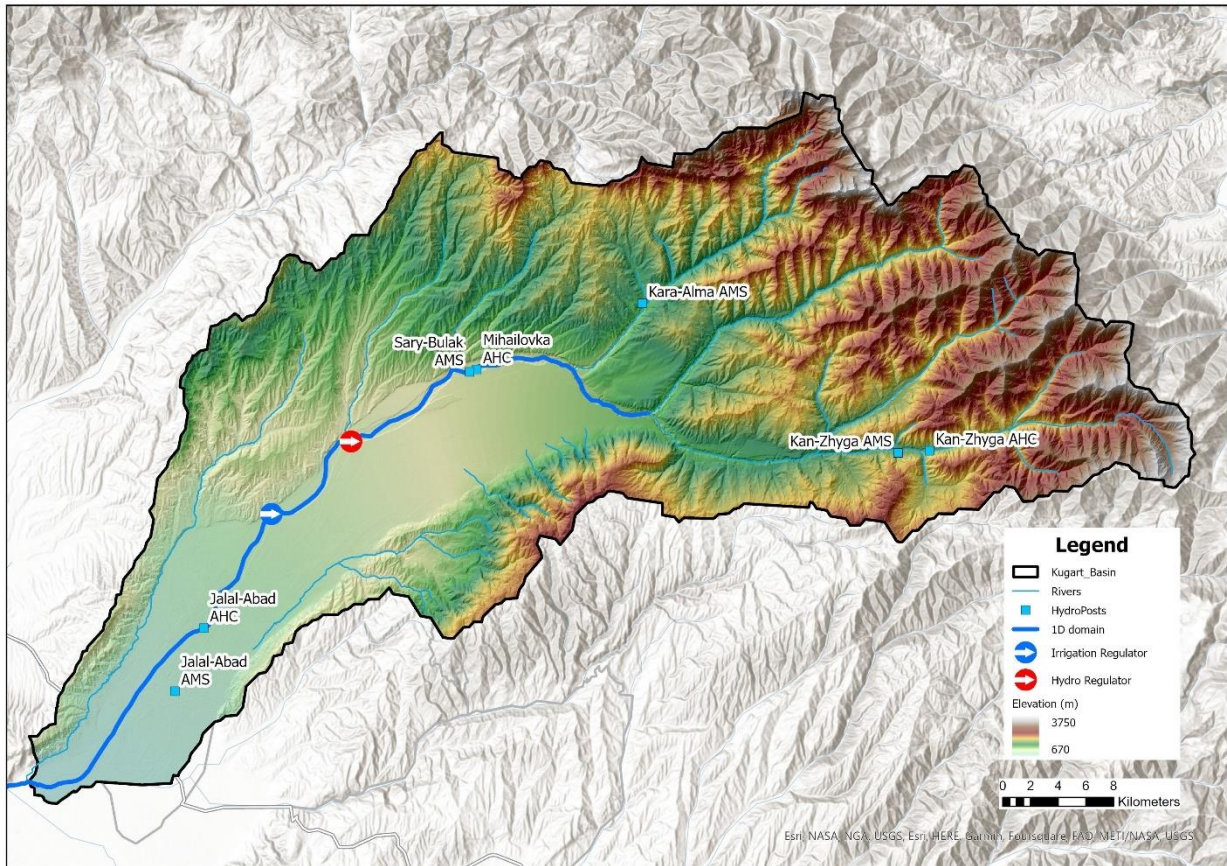 Kara-Alma AMS
Sary-Bulak
AMS
Mihailovka
AHC
Kan-Zhyga AMS
Kan-Zhyga AHC
Jalal-Abad
AHC
Jalal-Abad
AMS
Legend
Kugart_Basin
Rivers
HydroPosts
1D domain
Irrigation Regulator
Hydro Regulator
Elevation (m)
3750
670
0 2 4 6 8
Kilometers
Esri, NASA, NGA, USGS, Esri, HERE, Garmin, Foursquare, FAO, METI/NASA, USGS